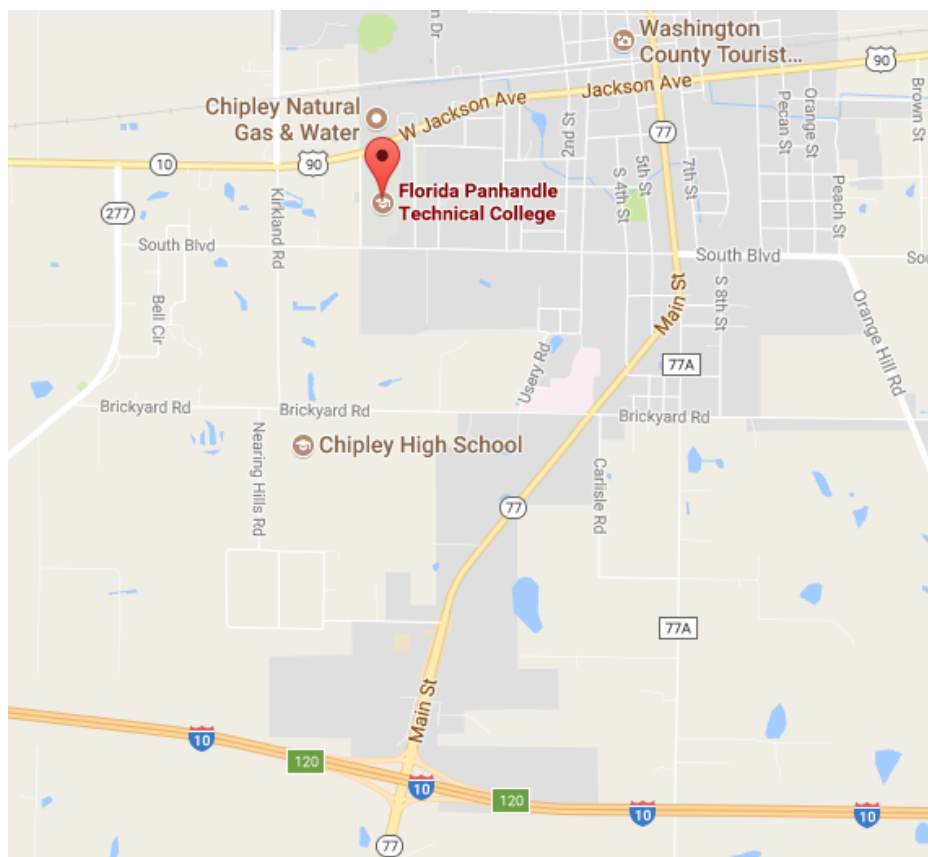 Washington
County Tourist...
n Dr
90
Jackson Ave
Chipley Natural
Gas & Water
W Jackson Ave
2nd St
77
Pecan St
Orange St
Brown St
10
90
Florida Panhandle
Technical College
S 4th St
5th St
7th St
Peach St
277
Kirkland Rd
South Blvd
South Blvd
Sou
Bell Cir
Main St
S 8th St
Orange Hill Rd
Usery Rd
77A
Brickyard Rd
Brickyard Rd
Brickyard Rd
Chipley High School
Nearing Hills Rd
Carlisle Rd
77
77A
Main St
10
120
10
120
10
10
77